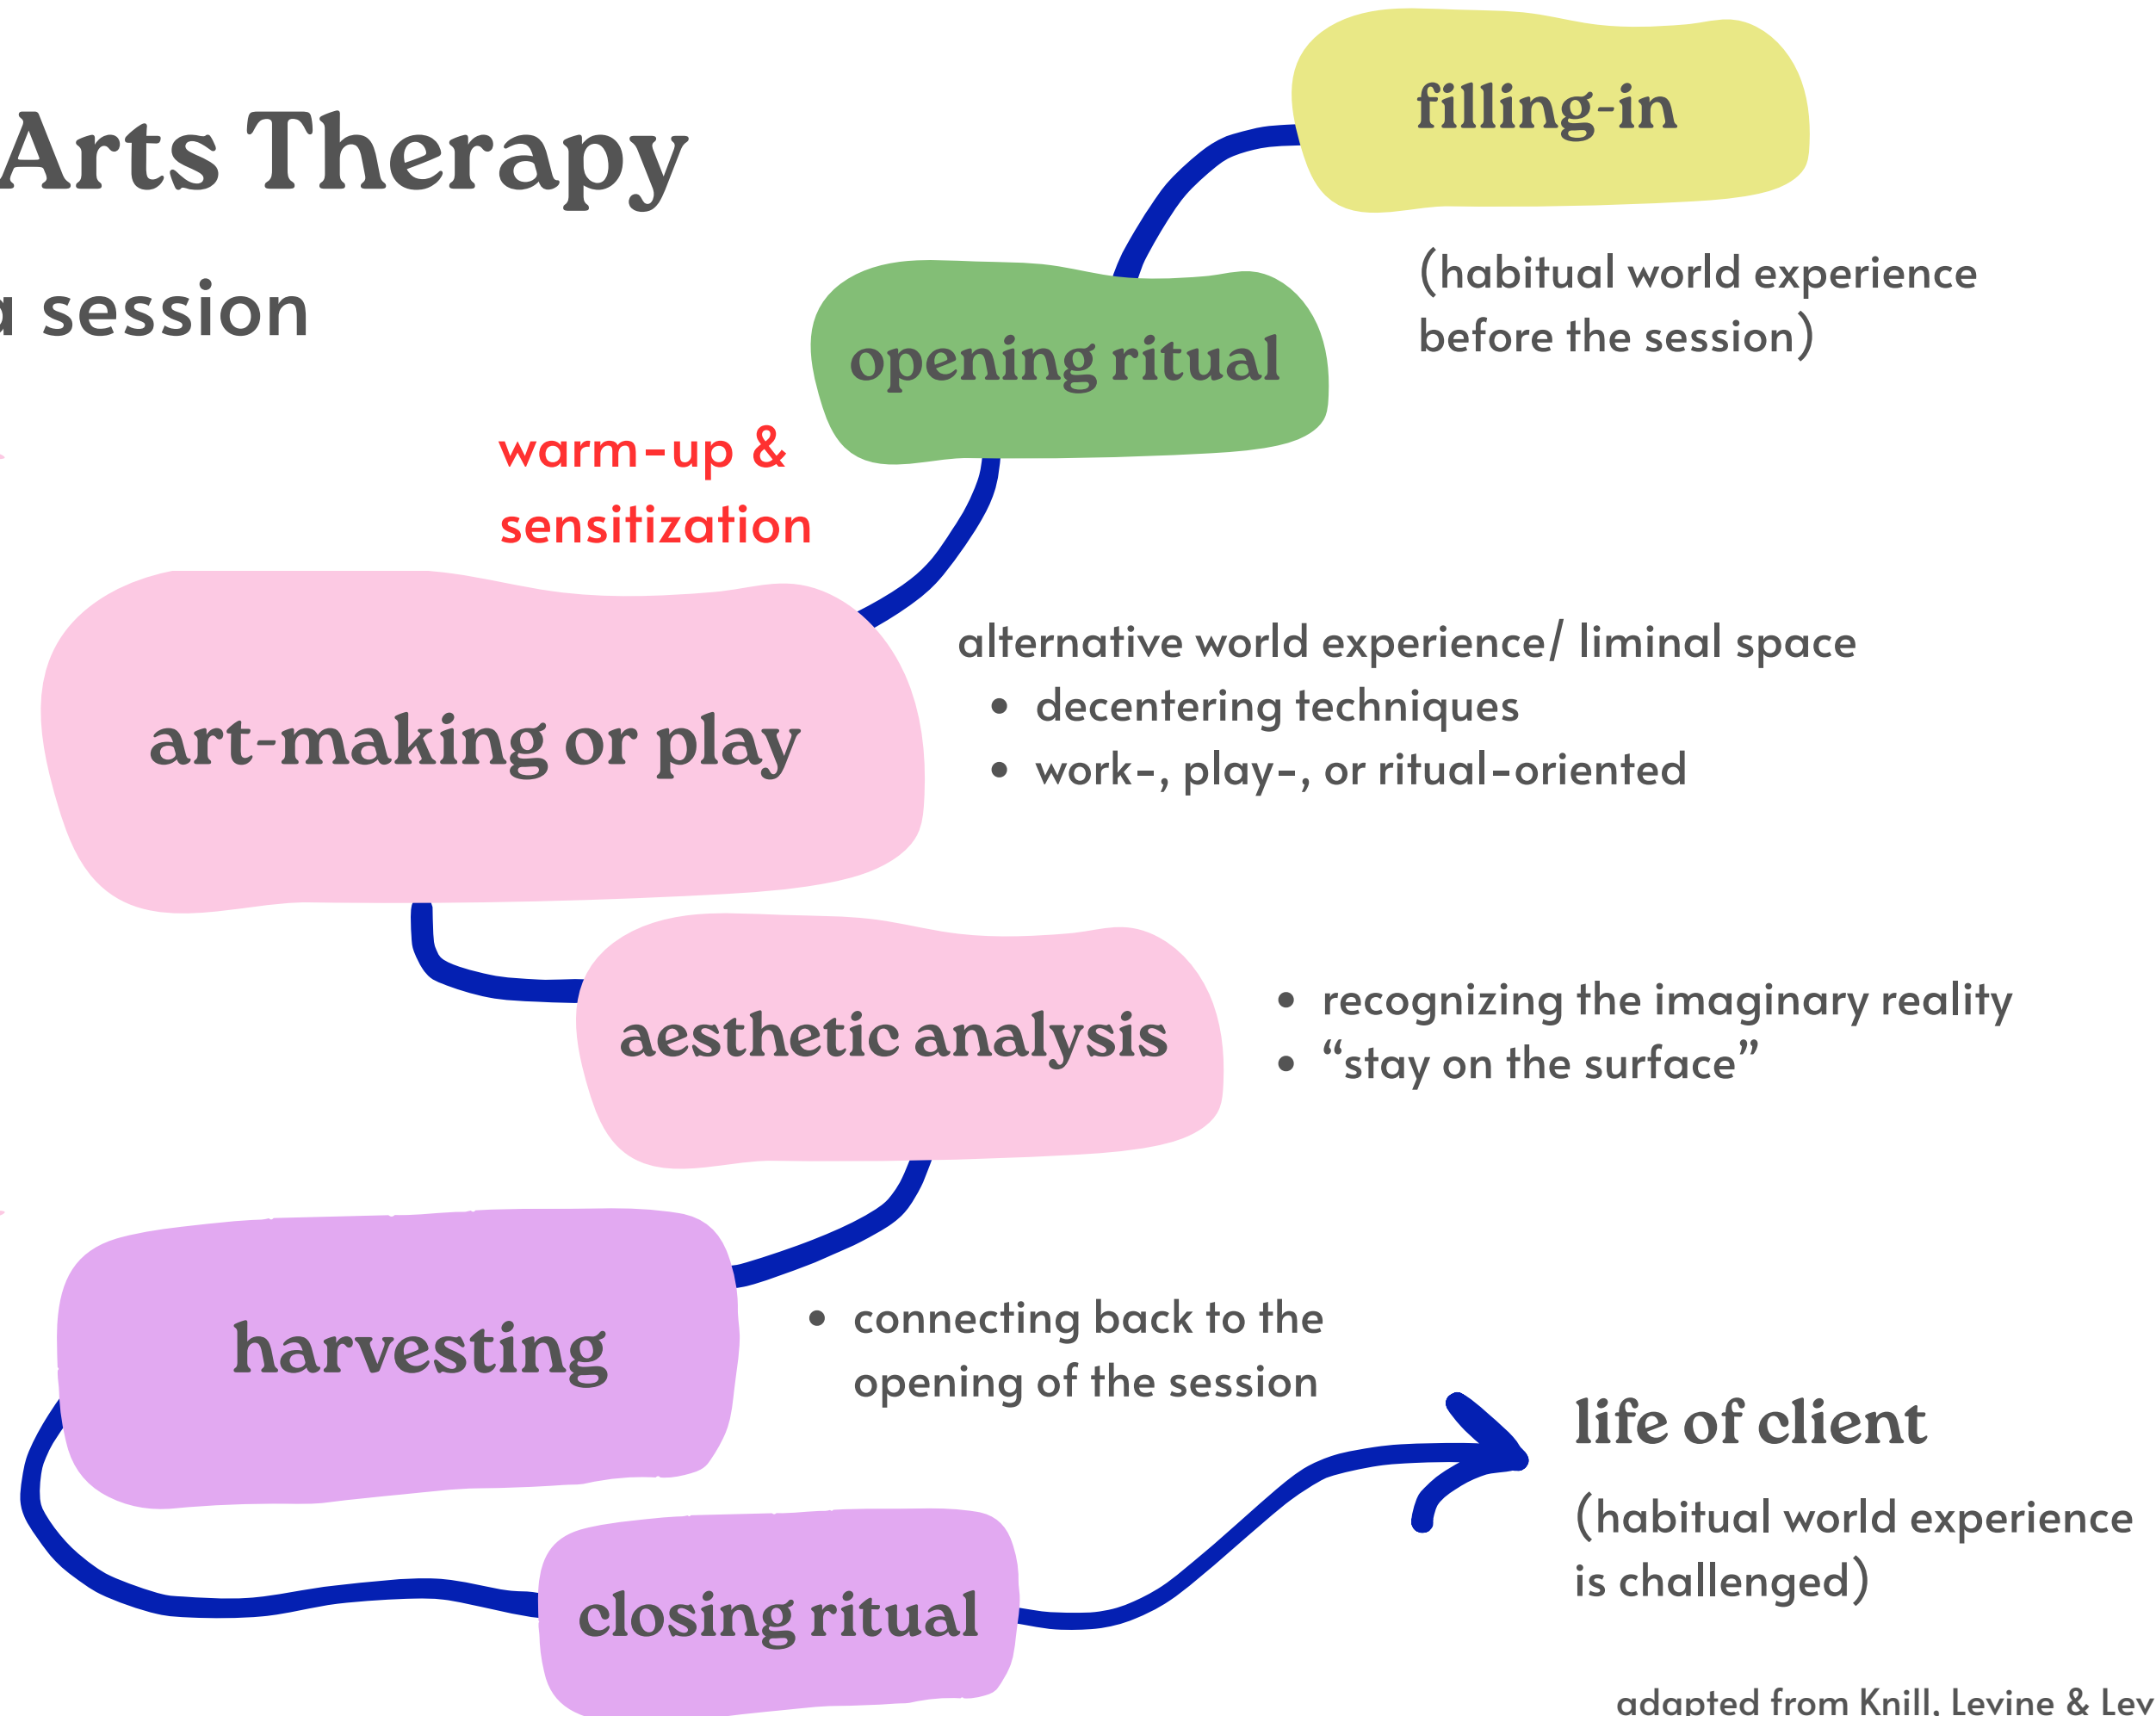 Arts Therapy
a session
filling-in
(habitual world experience
before the session)
opening ritual
warm-up &
sensitization
art-making or play
alternative world experience/ liminal space
• decentering techniques
• work-, play-, or ritual-oriented
aesthetic analysis
• recognizing the imaginary reality
• “stay on the surface”
harvesting
• connecting back to the
opening of the session
closing ritual
life of client
(habitual world experience
is challenged)
adapted from Knill, Levine & Lev